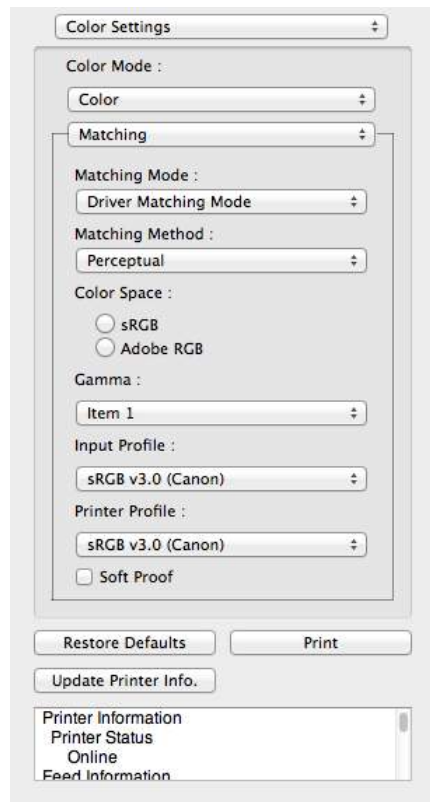 Color Settings
Color Mode :
Color
Matching
Matching Mode :
Driver Matching Mode
Matching Method :
Perceptual
Color Space :
sRGB
Adobe RGB
Gamma :
Item 1
Input Profile :
sRGB v3.0 (Canon)
Printer Profile :
sRGB v3.0 (Canon)
Soft Proof
Restore Defaults Print
Update Printer Info.
Printer Information
Printer Status
Online
Feed Information